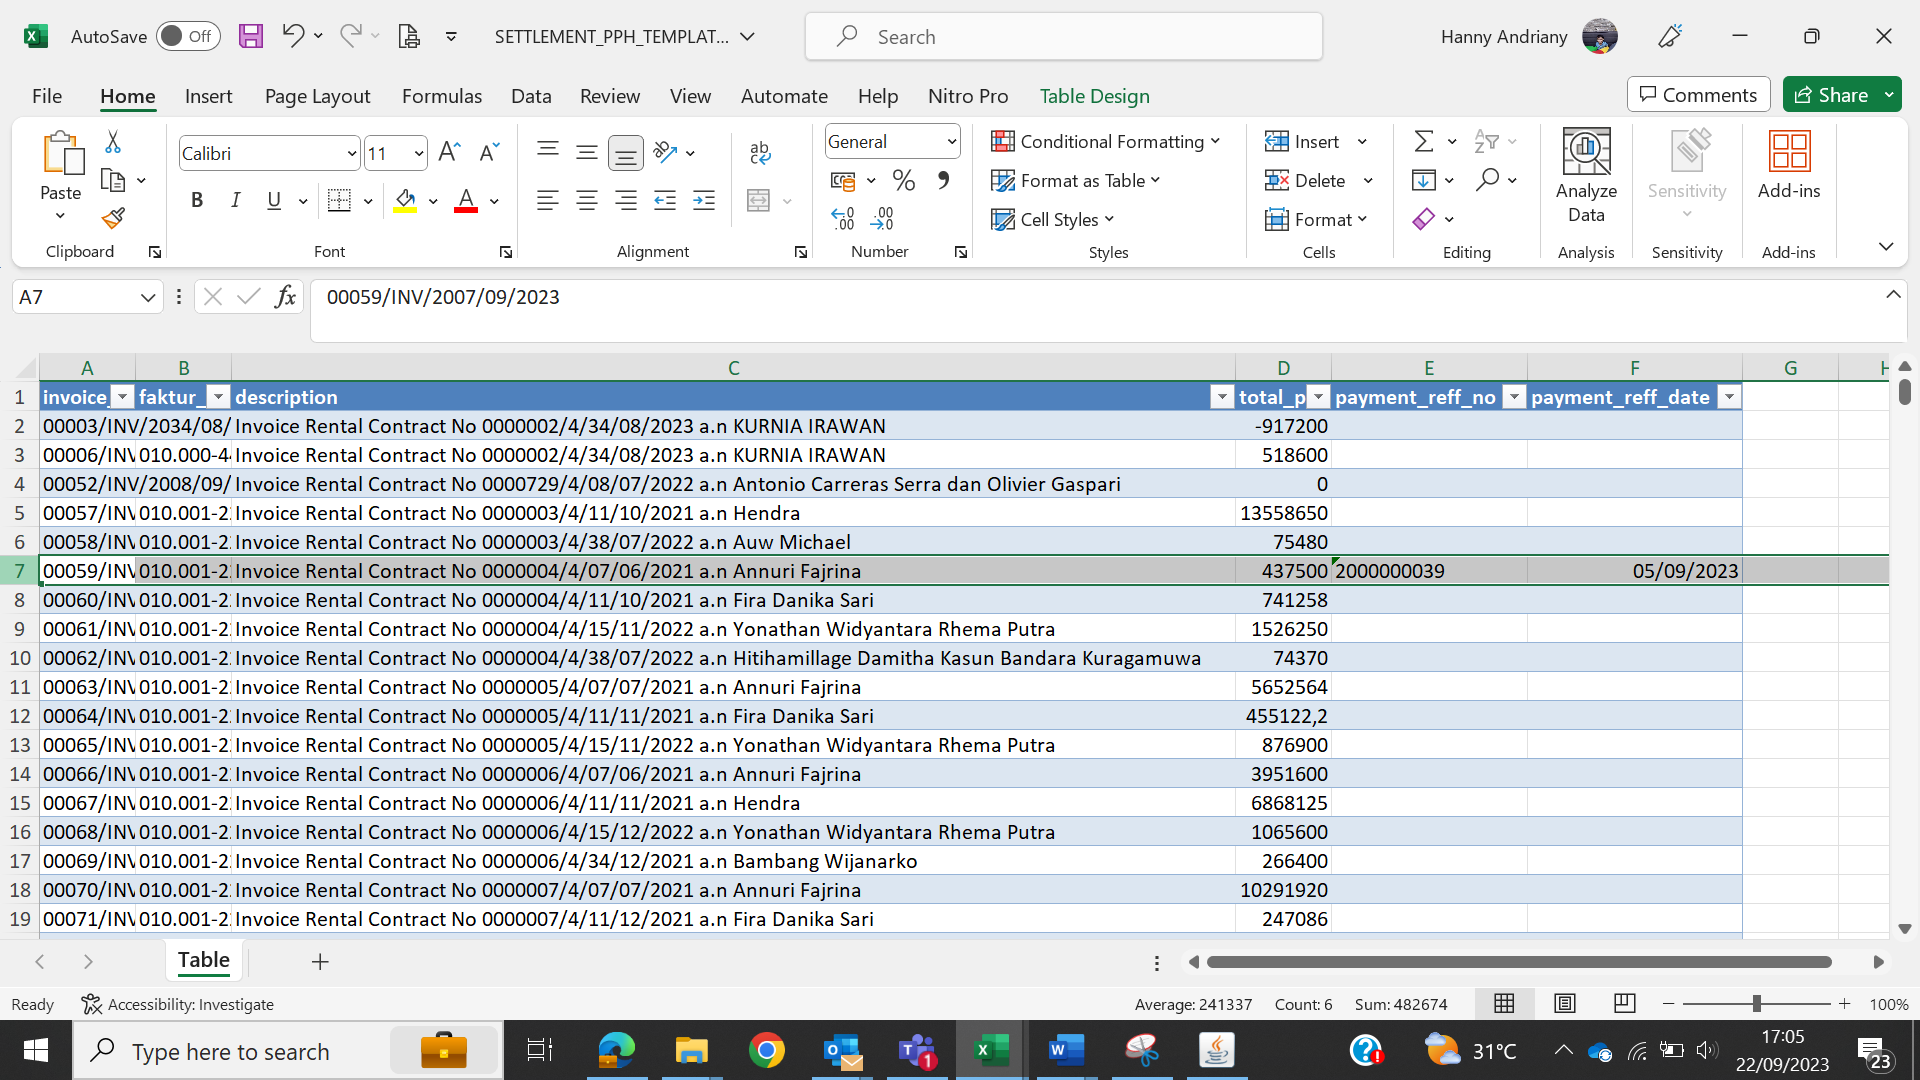 AutoSave Off SETTLEMENT_PPH_TEMPLAT... Search Hanny Andriany
File Home Insert Page Layout Formulas Data Review View Automate Help Nitro Pro Table Design Comments Share
Paste Calibri 11 General Conditional Formatting Insert Analyze Data Sensitivity Add-ins
B I U % Format as Table Delete
Cell Styles Format
Clipboard Font Alignment Number Styles Cells Editing Analysis Sensitivity Add-ins
A7 fx 00059/INV/2007/09/2023
A B C D E F G H
1 invoice_ faktur_ description total_p payment_reff_no payment_reff_date
2 00003/INV/2034/08/ Invoice Rental Contract No 0000002/4/34/08/2023 a.n KURNIA IRAWAN -917200
3 00006/INV 010.000-44 Invoice Rental Contract No 0000002/4/34/08/2023 a.n KURNIA IRAWAN 518600
4 00052/INV/2008/09/ Invoice Rental Contract No 0000729/4/08/07/2022 a.n Antonio Carreras Serra dan Olivier Gaspari 0
5 00057/INV 010.001-2 Invoice Rental Contract No 0000003/4/11/10/2021 a.n Hendra 13558650
6 00058/INV 010.001-2 Invoice Rental Contract No 0000003/4/38/07/2022 a.n Auw Michael 75480
7 00059/INV 010.001-2 Invoice Rental Contract No 0000004/4/07/06/2021 a.n Annuri Fajrina 437500 2000000039 05/09/2023
8 00060/INV 010.001-2 Invoice Rental Contract No 0000004/4/11/10/2021 a.n Fira Danika Sari 741258
9 00061/INV 010.001-2 Invoice Rental Contract No 0000004/4/15/11/2022 a.n Yonathan Widyantara Rhema Putra 1526250
10 00062/INV 010.001-2 Invoice Rental Contract No 0000004/4/38/07/2022 a.n Hitihamillage Damitha Kasun Bandara Kuragamuwa 74370
11 00063/INV 010.001-2 Invoice Rental Contract No 0000005/4/07/07/2021 a.n Annuri Fajrina 5652564
12 00064/INV 010.001-2 Invoice Rental Contract No 0000005/4/11/11/2021 a.n Fira Danika Sari 455122,2
13 00065/INV 010.001-2 Invoice Rental Contract No 0000005/4/15/11/2022 a.n Yonathan Widyantara Rhema Putra 876900
14 00066/INV 010.001-2 Invoice Rental Contract No 0000006/4/07/06/2021 a.n Annuri Fajrina 3951600
15 00067/INV 010.001-2 Invoice Rental Contract No 0000006/4/11/11/2021 a.n Hendra 6868125
16 00068/INV 010.001-2 Invoice Rental Contract No 0000006/4/15/12/2022 a.n Yonathan Widyantara Rhema Putra 1065600
17 00069/INV 010.001-2 Invoice Rental Contract No 0000006/4/34/12/2021 a.n Bambang Wijanarko 266400
18 00070/INV 010.001-2 Invoice Rental Contract No 0000007/4/07/07/2021 a.n Annuri Fajrina 10291920
19 00071/INV 010.001-2 Invoice Rental Contract No 0000007/4/11/12/2021 a.n Fira Danika Sari 247086
Table
Ready Accessibility: Investigate Average: 241337 Count: 6 Sum: 482674 100%
Type here to search 1 31°C 17:05
22/09/2023 23